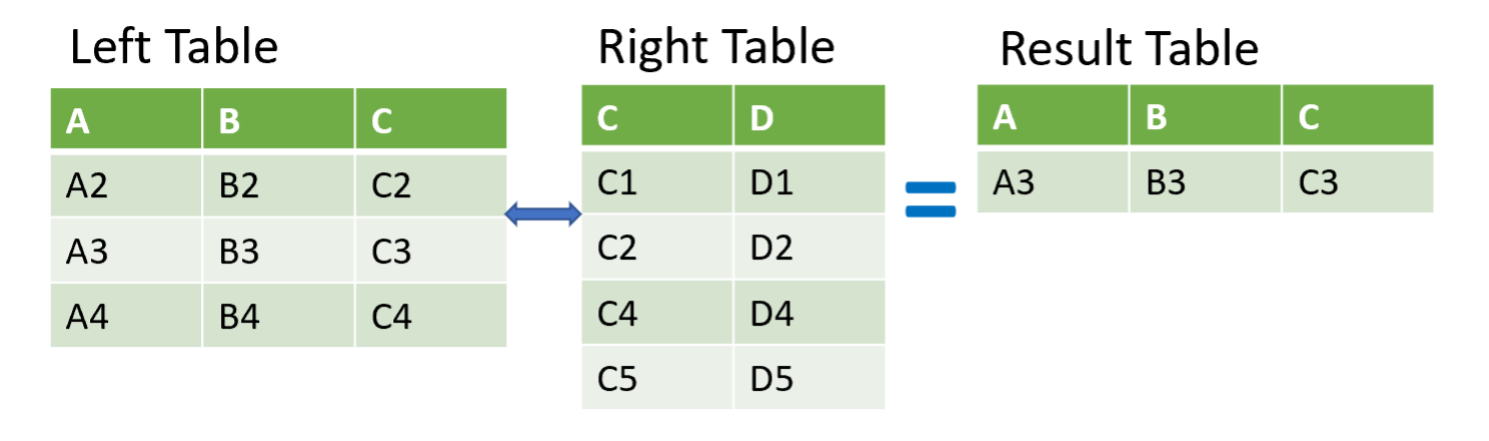 Left Table
Right Table
Result Table
A B C
A2 B2 C2
A3 B3 C3
A4 B4 C4
C D
C1 D1
C2 D2
C4 D4
C5 D5
=
A B C
A3 B3 C3